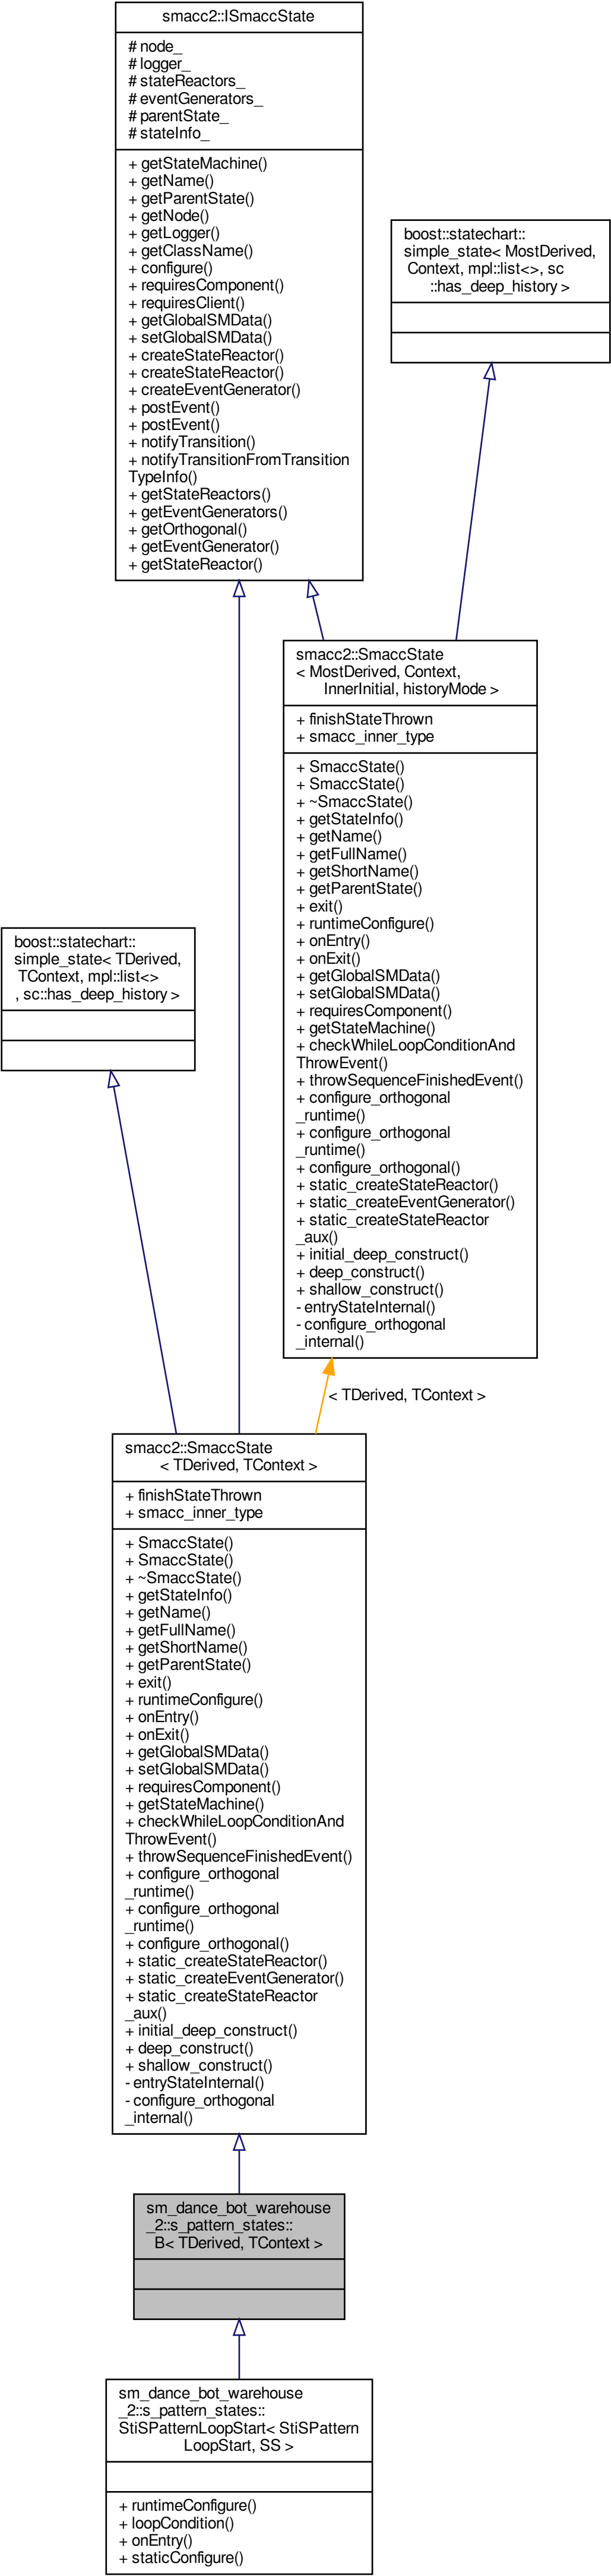 smacc2::ISmaccState
# node_
# logger_
# stateReactors_
# eventGenerators_
# parentState_
# stateInfo_
+ getStateMachine()
+ getName()
+ getParentState()
+ getNode()
+ getLogger()
+ getClassName()
+ configure()
+ requiresComponent()
+ requiresClient()
+ getGlobalSMData()
+ setGlobalSMData()
+ createStateReactor()
+ createStateReactor()
+ createEventGenerator()
+ postEvent()
+ postEvent()
+ notifyTransition()
+ notifyTransitionFromTransition
TypeInfo()
+ getStateReactors()
+ getEventGenerators()
+ getOrthogonal()
+ getEventGenerator()
+ getStateReactor()
boost::statechart::
simple_state< MostDerived,
Context, mpl::list<>, sc
::has_deep_history >
smacc2::SmaccState
< MostDerived, Context,
InnerInitial, historyMode >
+ finishStateThrown
+ smacc_inner_type
+ SmaccState()
+ SmaccState()
+ ~SmaccState()
+ getStateInfo()
+ getName()
+ getFullName()
+ getShortName()
+ getParentState()
+ exit()
+ runtimeConfigure()
+ onEntry()
+ onExit()
+ getGlobalSMData()
+ setGlobalSMData()
+ requiresComponent()
+ getStateMachine()
+ checkWhileLoopConditionAnd
ThrowEvent()
+ throwSequenceFinishedEvent()
+ configure_orthogonal
_runtime()
+ configure_orthogonal
_runtime()
+ configure_orthogonal()
+ static_createStateReactor()
+ static_createEventGenerator()
+ static_createStateReactor
_aux()
+ initial_deep_construct()
+ deep_construct()
+ shallow_construct()
- entryStateInternal()
- configure_orthogonal
_internal()
boost::statechart::
simple_state< TDerived,
TContext, mpl::list<>
, sc::has_deep_history >
< TDerived, TContext >
smacc2::SmaccState
< TDerived, TContext >
+ finishStateThrown
+ smacc_inner_type
+ SmaccState()
+ SmaccState()
+ ~SmaccState()
+ getStateInfo()
+ getName()
+ getFullName()
+ getShortName()
+ getParentState()
+ exit()
+ runtimeConfigure()
+ onEntry()
+ onExit()
+ getGlobalSMData()
+ setGlobalSMData()
+ requiresComponent()
+ getStateMachine()
+ checkWhileLoopConditionAnd
ThrowEvent()
+ throwSequenceFinishedEvent()
+ configure_orthogonal
_runtime()
+ configure_orthogonal
_runtime()
+ configure_orthogonal()
+ static_createStateReactor()
+ static_createEventGenerator()
+ static_createStateReactor
_aux()
+ initial_deep_construct()
+ deep_construct()
+ shallow_construct()
- entryStateInternal()
- configure_orthogonal
_internal()
sm_dance_bot_warehouse
_2::s_pattern_states::
B< TDerived, TContext >
sm_dance_bot_warehouse
_2::s_pattern_states::
StiSPatternLoopStart< StiSPattern
LoopStart, SS >
+ runtimeConfigure()
+ loopCondition()
+ onEntry()
+ staticConfigure()